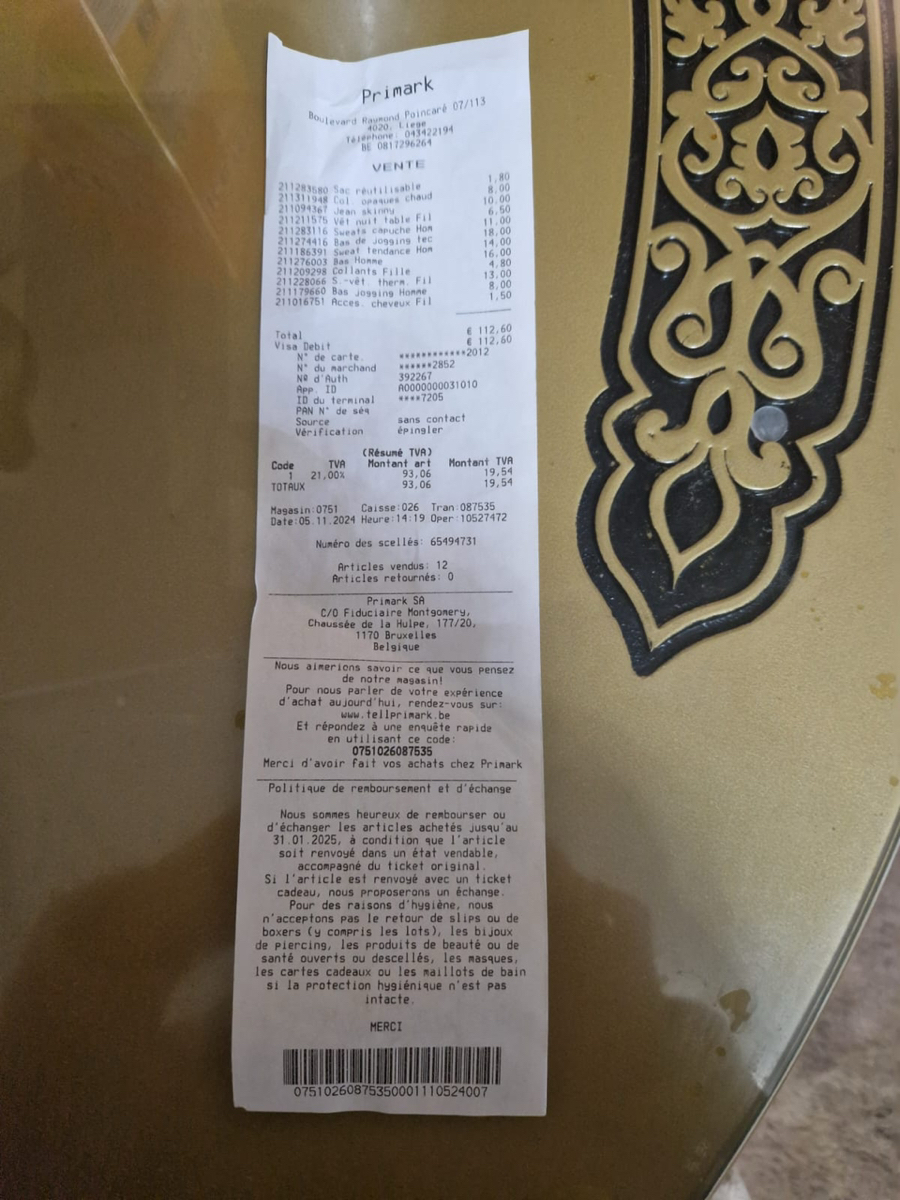 Primark
Boulevard Raymond Poincaré 07/113
4020, Liege
Téléphone: 043422194
BE 0817296264
VENTE
211283580 Sac réutilisable 1,80
211311948 Col. opaques chaud 8,00
211094367 Jean skinny 10,00
211211575 Vêt nuit table Fil 6,50
211283116 Sweats capuche Hom 11,00
211274416 Bas de jogging tec 18,00
211186391 Sweat tendance Hom 14,00
211276003 Bas Homme 16,00
211209298 Collants Fille 4,80
211228066 S.-vêt. therm. Fil 13,00
211179660 Bas jogging Homme 8,00
211016751 Acces. cheveux Fil 1,50
Total € 112,60
Visa Debit € 112,60
N° de carte. ************2012
N° du marchand ******2852
Nº d'Auth 392267
App. ID A0000000031010
ID du terminal ****7205
PAN N° de séq
Source sans contact
Vérification épingler
(Résumé TVA)
Code TVA Montant art Montant TVA
1 21,00% 93,06 19,54
TOTAUX 93,06 19,54
Magasin:0751 Caisse:026 Tran:087535
Date:05.11.2024 Heure:14:19 Oper:10527472
Numéro des scellés: 65494731
Articles vendus: 12
Articles retournés: 0
Primark SA
C/O Fiduciaire Montgomery,
Chaussée de la Hulpe, 177/20,
1170 Bruxelles
Belgique
Nous aimerions savoir ce que vous pensez
de notre magasin!
Pour nous parler de votre expérience
d'achat aujourd'hui, rendez-vous sur:
www.tellprimark.be
Et répondez à une enquête rapide
en utilisant ce code:
0751026087535
Merci d'avoir fait vos achats chez Primark
Politique de remboursement et d'échange
Nous sommes heureux de rembourser ou
d'échanger les articles achetés jusqu'au
31.01.2025, à condition que l'article
soit renvoyé dans un état vendable,
accompagné du ticket original.
Si l'article est renvoyé avec un ticket
cadeau, nous proposerons un échange.
Pour des raisons d'hygiène, nous
n'acceptons pas le retour de slips ou de
boxers (y compris les lots), les bijoux
de piercing, les produits de beauté ou de
santé ouverts ou descellés, les masques,
les cartes cadeaux ou les maillots de bain
si la protection hygiénique n'est pas
intacte.
MERCI
07510260875350001110524007